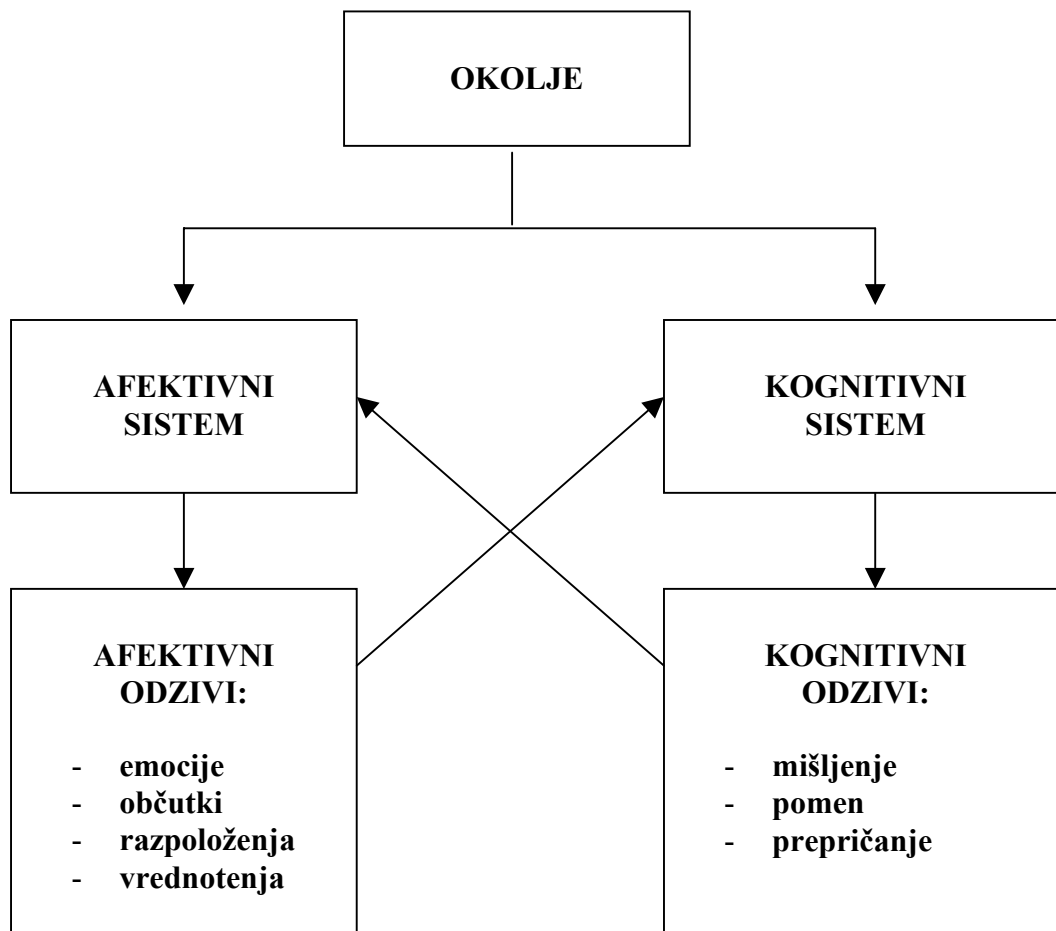 OKOLJE
AFEKTIVNI
SISTEM
KOGNITIVNI
SISTEM
AFEKTIVNI
ODZIVI:
- emocije
- občutki
- razpoloženja
- vrednotenja
KOGNITIVNI
ODZIVI:
- mišljenje
- pomen
- prepričanje